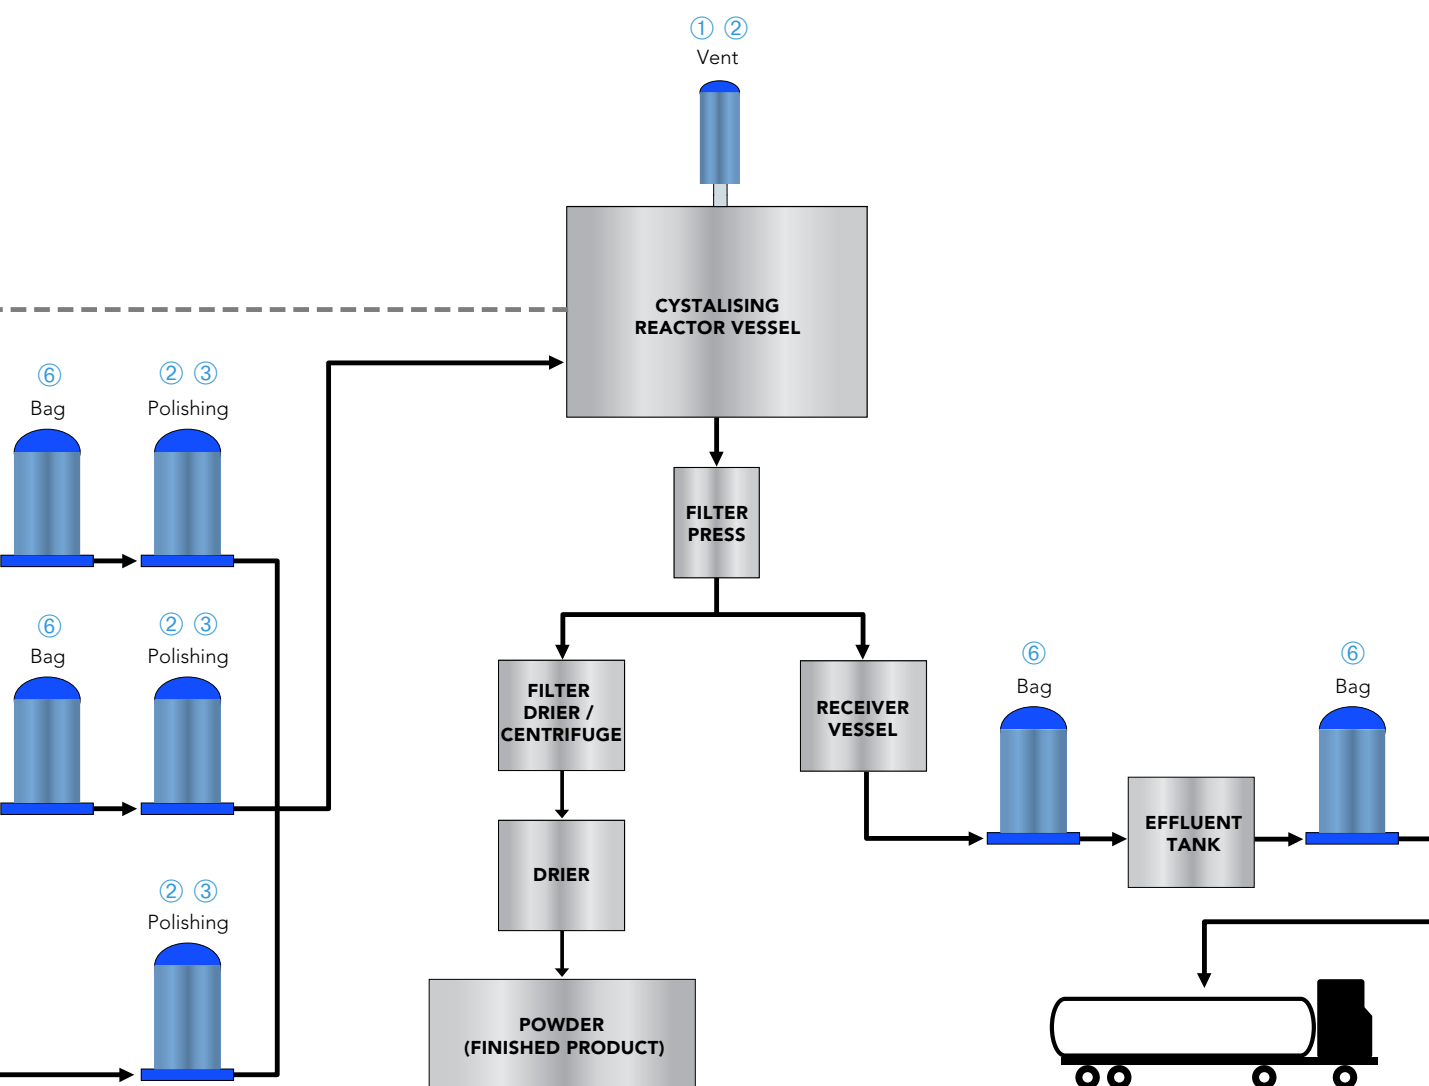 ① ②
Vent
CYSTALISING
REACTOR VESSEL
⑥
Bag
② ③
Polishing
FILTER
PRESS
⑥
Bag
② ③
Polishing
FILTER
DRIER /
CENTRIFUGE
RECEIVER
VESSEL
⑥
Bag
⑥
Bag
EFFLUENT
TANK
DRIER
② ③
Polishing
POWDER
(FINISHED PRODUCT)